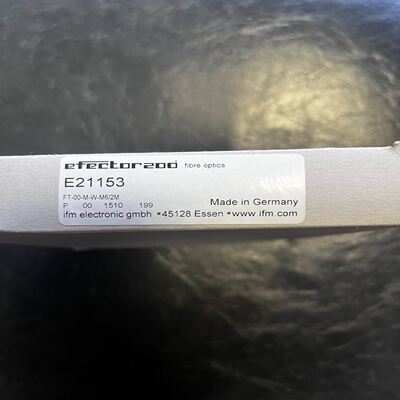 efector200 fibre optics
E21153
FT-00-M-W-M6/2M
P 00 1510 199 Made in Germany
ifm electronic gmbh *45128 Essen *www.ifm.com